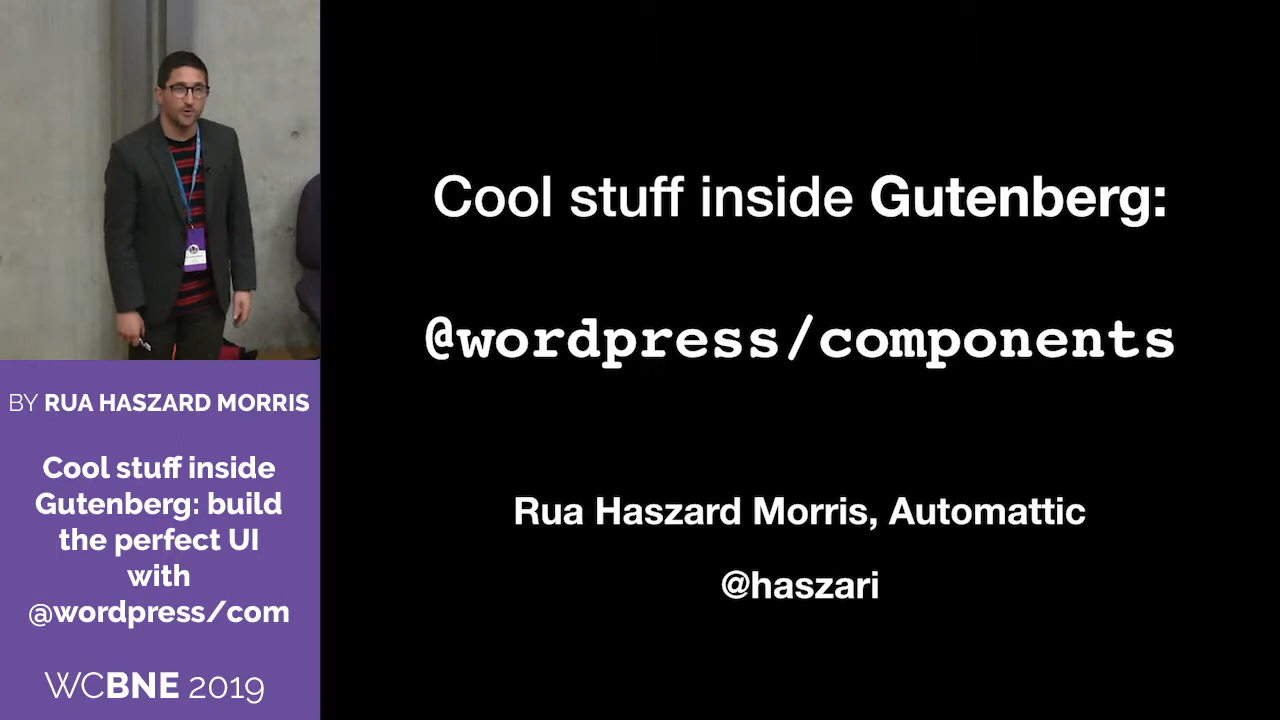 BY RUA HASZARD MORRIS
Cool stuff inside
Gutenberg: build
the perfect UI
with
@wordpress/com
WCBNE 2019
Cool stuff inside Gutenberg:
@wordpress/components
Rua Haszard Morris, Automattic
@haszari